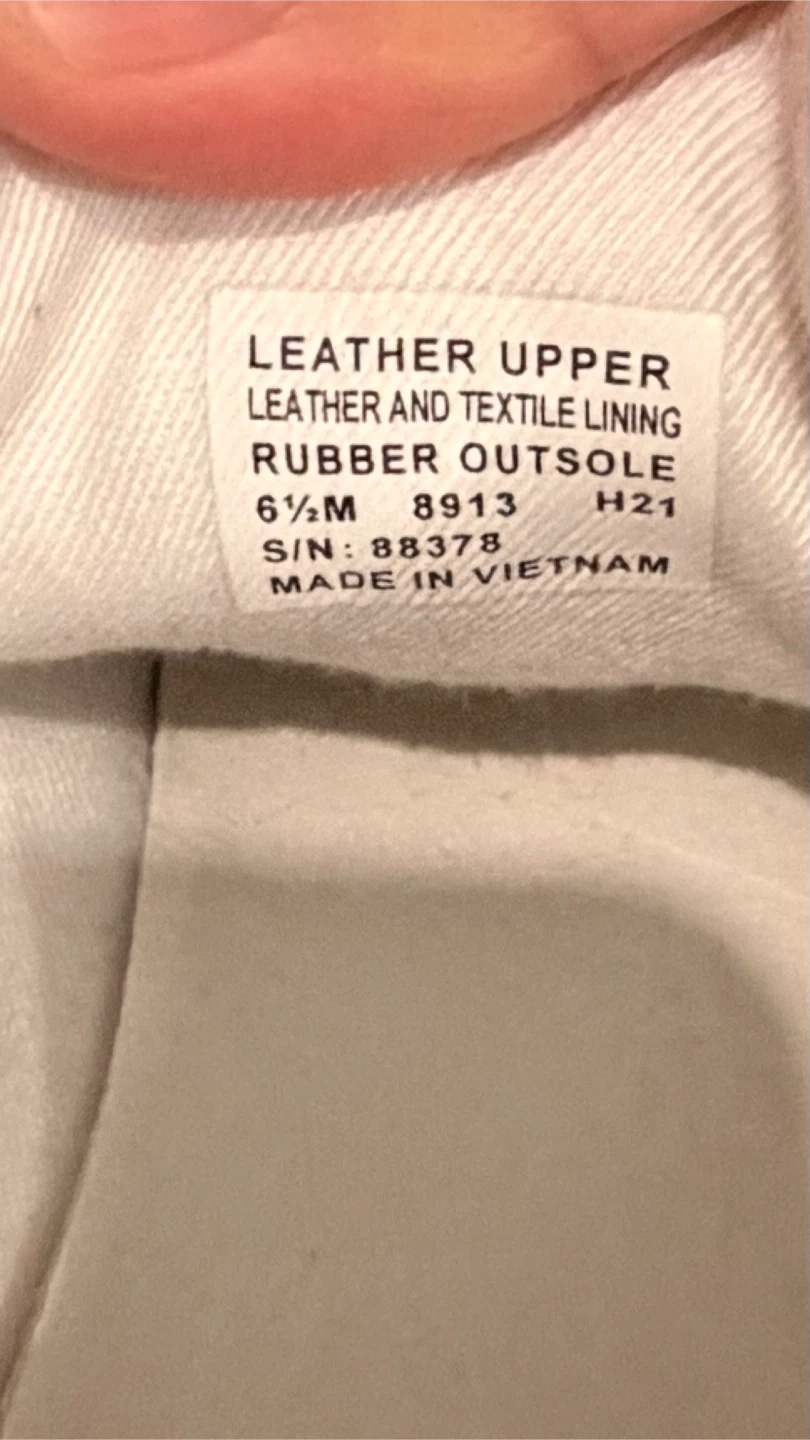 LEATHER UPPER
LEATHER AND TEXTILE LINING
RUBBER OUTSOLE
6½M 8913 H21
S/N: 88378
MADE IN VIETNAM